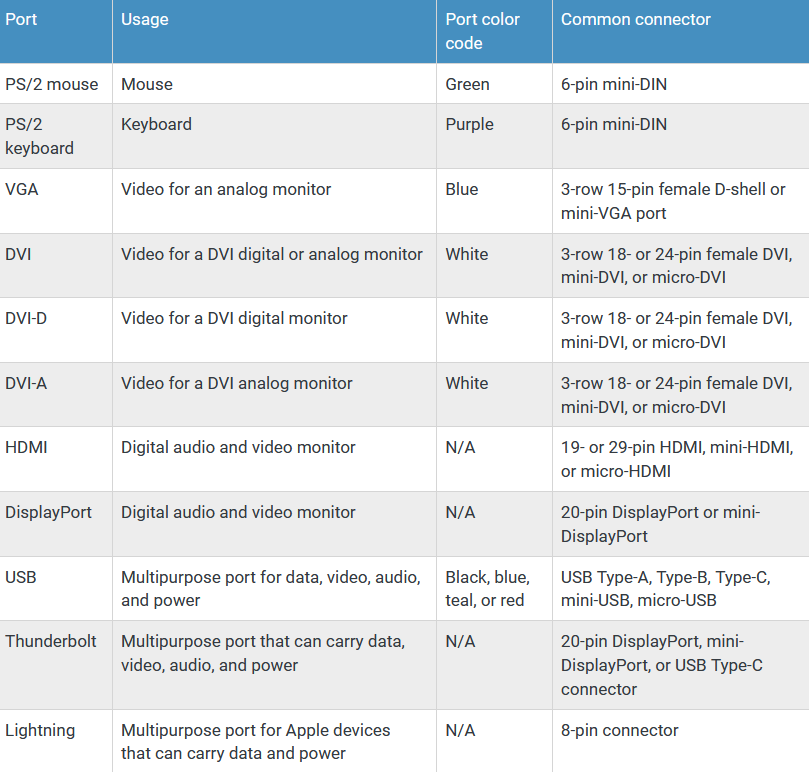 Port Usage Port color Common connector
code
PS/2 mouse Mouse Green 6-pin mini-DIN
PS/2 Keyboard Purple 6-pin mini-DIN
keyboard
VGA Video for an analog monitor Blue 3-row 15-pin female D-shell or
mini-VGA port
DVI Video for a DVI digital or analog monitor White 3-row 18- or 24-pin female DVI,
mini-DVI, or micro-DVI
DVI-D Video for a DVI digital monitor White 3-row 18- or 24-pin female DVI,
mini-DVI, or micro-DVI
DVI-A Video for a DVI analog monitor White 3-row 18- or 24-pin female DVI,
mini-DVI, or micro-DVI
HDMI Digital audio and video monitor N/A 19- or 29-pin HDMI, mini-HDMI,
or micro-HDMI
DisplayPort Digital audio and video monitor N/A 20-pin DisplayPort or mini-
DisplayPort
USB Multipurpose port for data, video, audio, Black, blue, USB Type-A, Type-B, Type-C,
and power teal, or red mini-USB, micro-USB
Thunderbolt Multipurpose port that can carry data, N/A 20-pin DisplayPort, mini-
video, audio, and power DisplayPort, or USB Type-C
connector
Lightning Multipurpose port for Apple devices N/A 8-pin connector
that can carry data and power